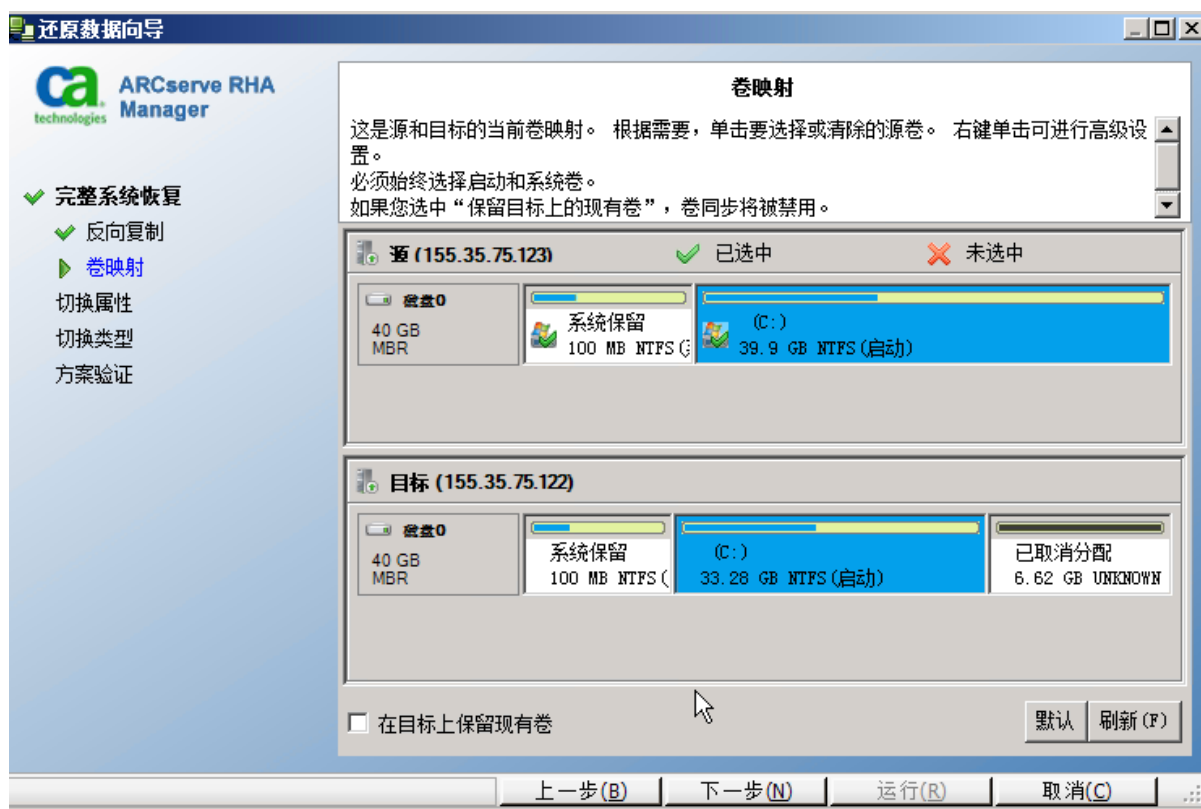 还原数据向导
ca
technologies
ARCserve RHA
Manager
完整系统恢复
反向复制
卷映射
切换属性
切换类型
方案验证
卷映射
这是源和目标的当前卷映射。 根据需要，单击要选择或清除的源卷。 右键单击可进行高级设
置。
必须始终选择启动和系统卷。
如果您选中“保留目标上的现有卷”，卷同步将被禁用。
源 (155.35.75.123)
已选中
未选中
磁盘0
40 GB
MBR
系统保留
100 MB NTFS(
(C:)
39.9 GB NTFS(启动)
目标 (155.35.75.122)
磁盘0
40 GB
MBR
系统保留
100 MB NTFS(
(C:)
33.28 GB NTFS(启动)
已取消分配
6.62 GB UNKNOWN
在目标上保留现有卷
默认
刷新(F)
上一步(B)
下一步(N)
运行(R)
取消(C)